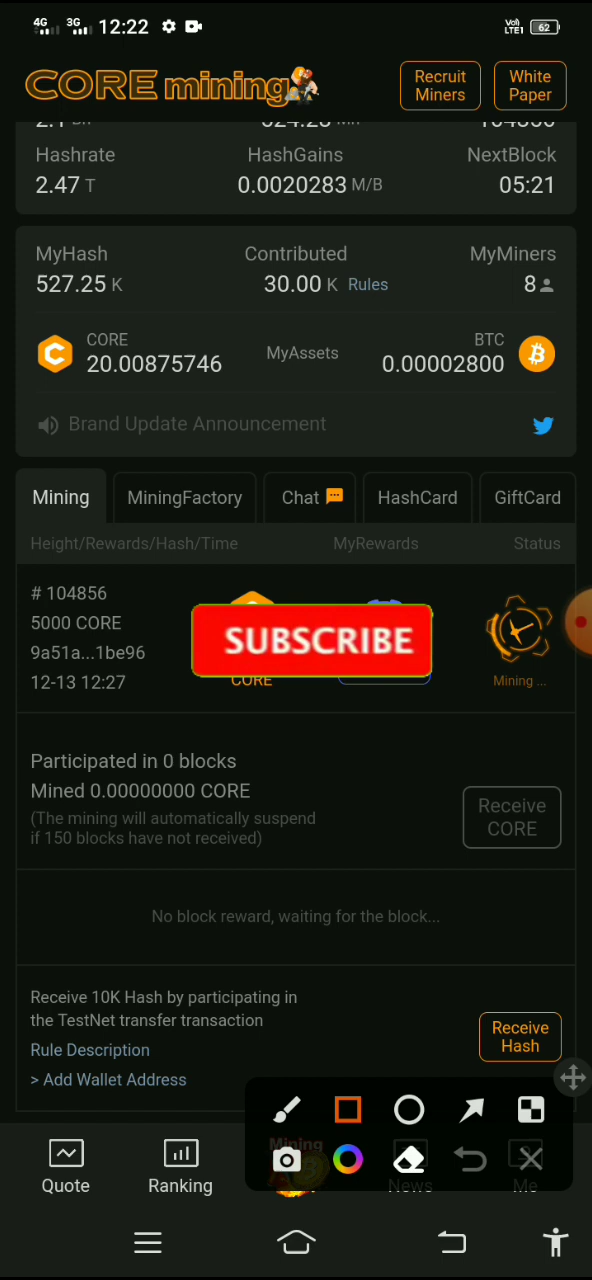 4G 3G 12:22 Vo) LTE1 62
CORE mining
Recruit Miners
White Paper
Hashrate HashGains NextBlock
2.47 T 0.0020283 M/B 05:21
MyHash Contributed MyMiners
527.25 K 30.00 K Rules 8
CORE MyAssets BTC
20.00875746 0.00002800
Brand Update Announcement
Mining MiningFactory Chat HashCard GiftCard
Height/Rewards/Hash/Time MyRewards Status
# 104856
5000 CORE
9a51a...1be96
12-13 12:27
SUBSCRIBE
CORE
Mining ...
Participated in 0 blocks
Mined 0.00000000 CORE
(The mining will automatically suspend
if 150 blocks have not received)
Receive
CORE
No block reward, waiting for the block...
Receive 10K Hash by participating in
the TestNet transfer transaction
Rule Description
> Add Wallet Address
Receive
Hash
Mining
Quote Ranking News Me